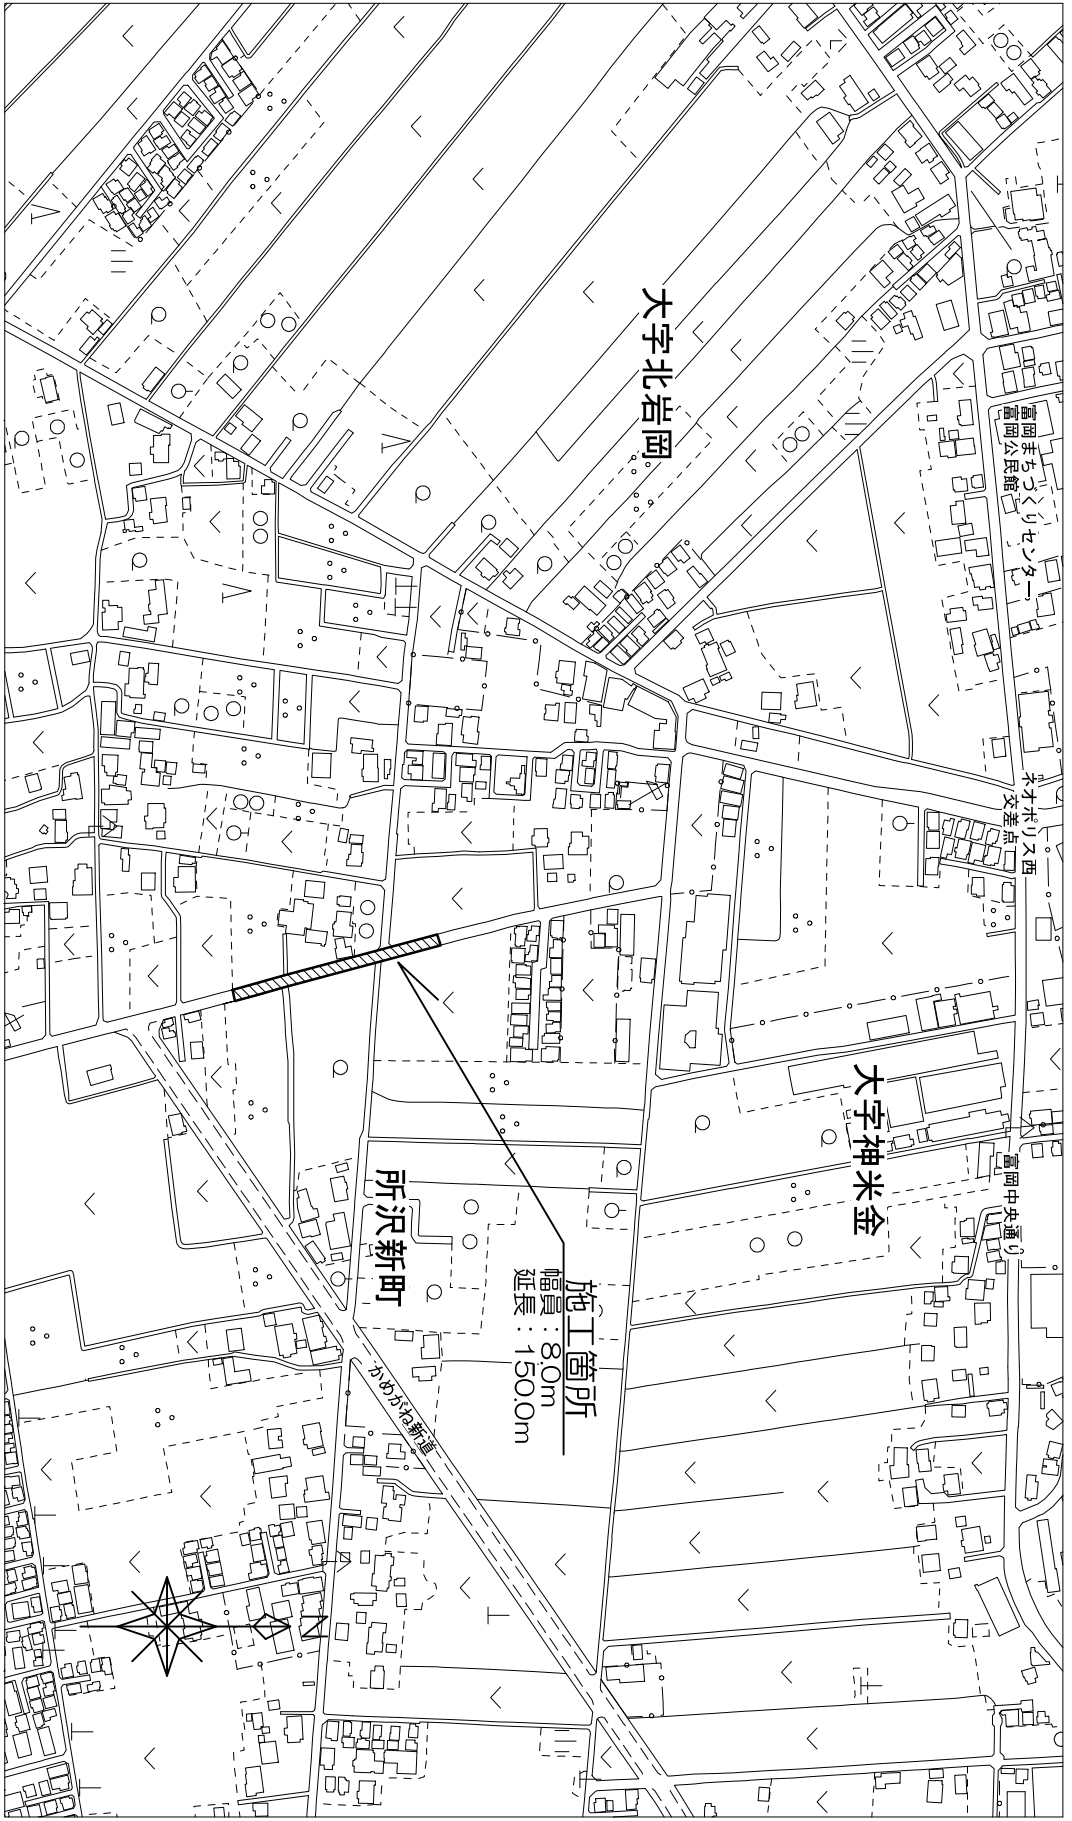 富岡まちづくりセンター
富岡公民館
ネオポリス西
交差点
富岡中央通り
大字北岩岡
大字神米金
施工箇所
幅員：8.0m
延長：150.0m
所沢新町
かめがね新道
N